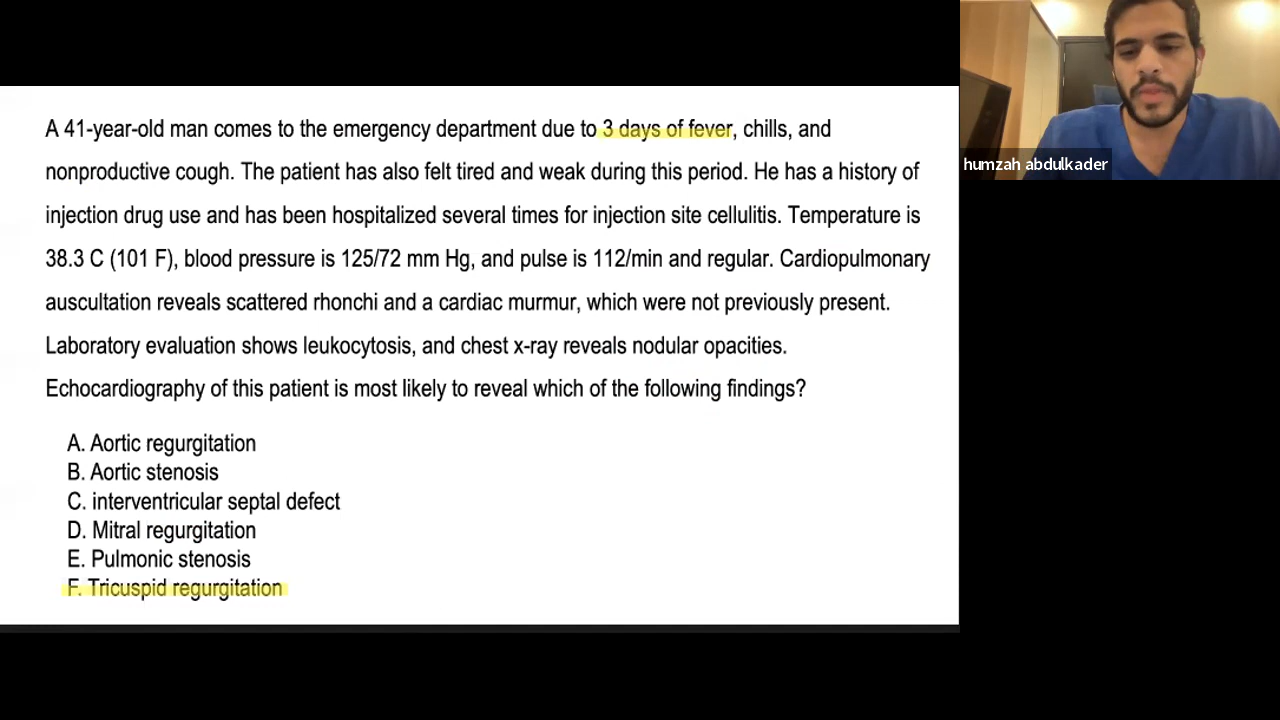 A 41-year-old man comes to the emergency department due to 3 days of fever, chills, and
nonproductive cough. The patient has also felt tired and weak during this period. He has a history of
injection drug use and has been hospitalized several times for injection site cellulitis. Temperature is
38.3 C (101 F), blood pressure is 125/72 mm Hg, and pulse is 112/min and regular. Cardiopulmonary
auscultation reveals scattered rhonchi and a cardiac murmur, which were not previously present.
Laboratory evaluation shows leukocytosis, and chest x-ray reveals nodular opacities.
Echocardiography of this patient is most likely to reveal which of the following findings?
A. Aortic regurgitation
B. Aortic stenosis
C. interventricular septal defect
D. Mitral regurgitation
E. Pulmonic stenosis
F. Tricuspid regurgitation
humzah abdulkader